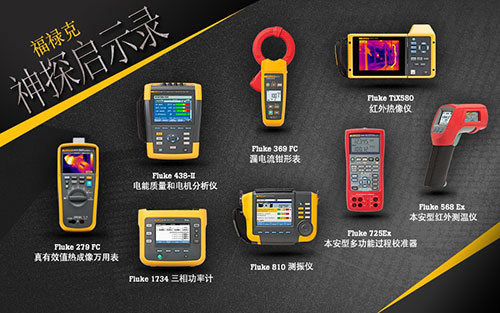 福禄克
神探启示录
Fluke TiX580
红外热像仪
Fluke 369 FC
漏电流钳形表
Fluke 438-II
电能质量和电机分析仪
Fluke 568 Ex
本安型红外测温仪
Fluke 725Ex
本安型多功能过程校准器
Fluke 279 FC
真有效值热成像万用表
Fluke 810 测振仪
Fluke 1734 三相功率计